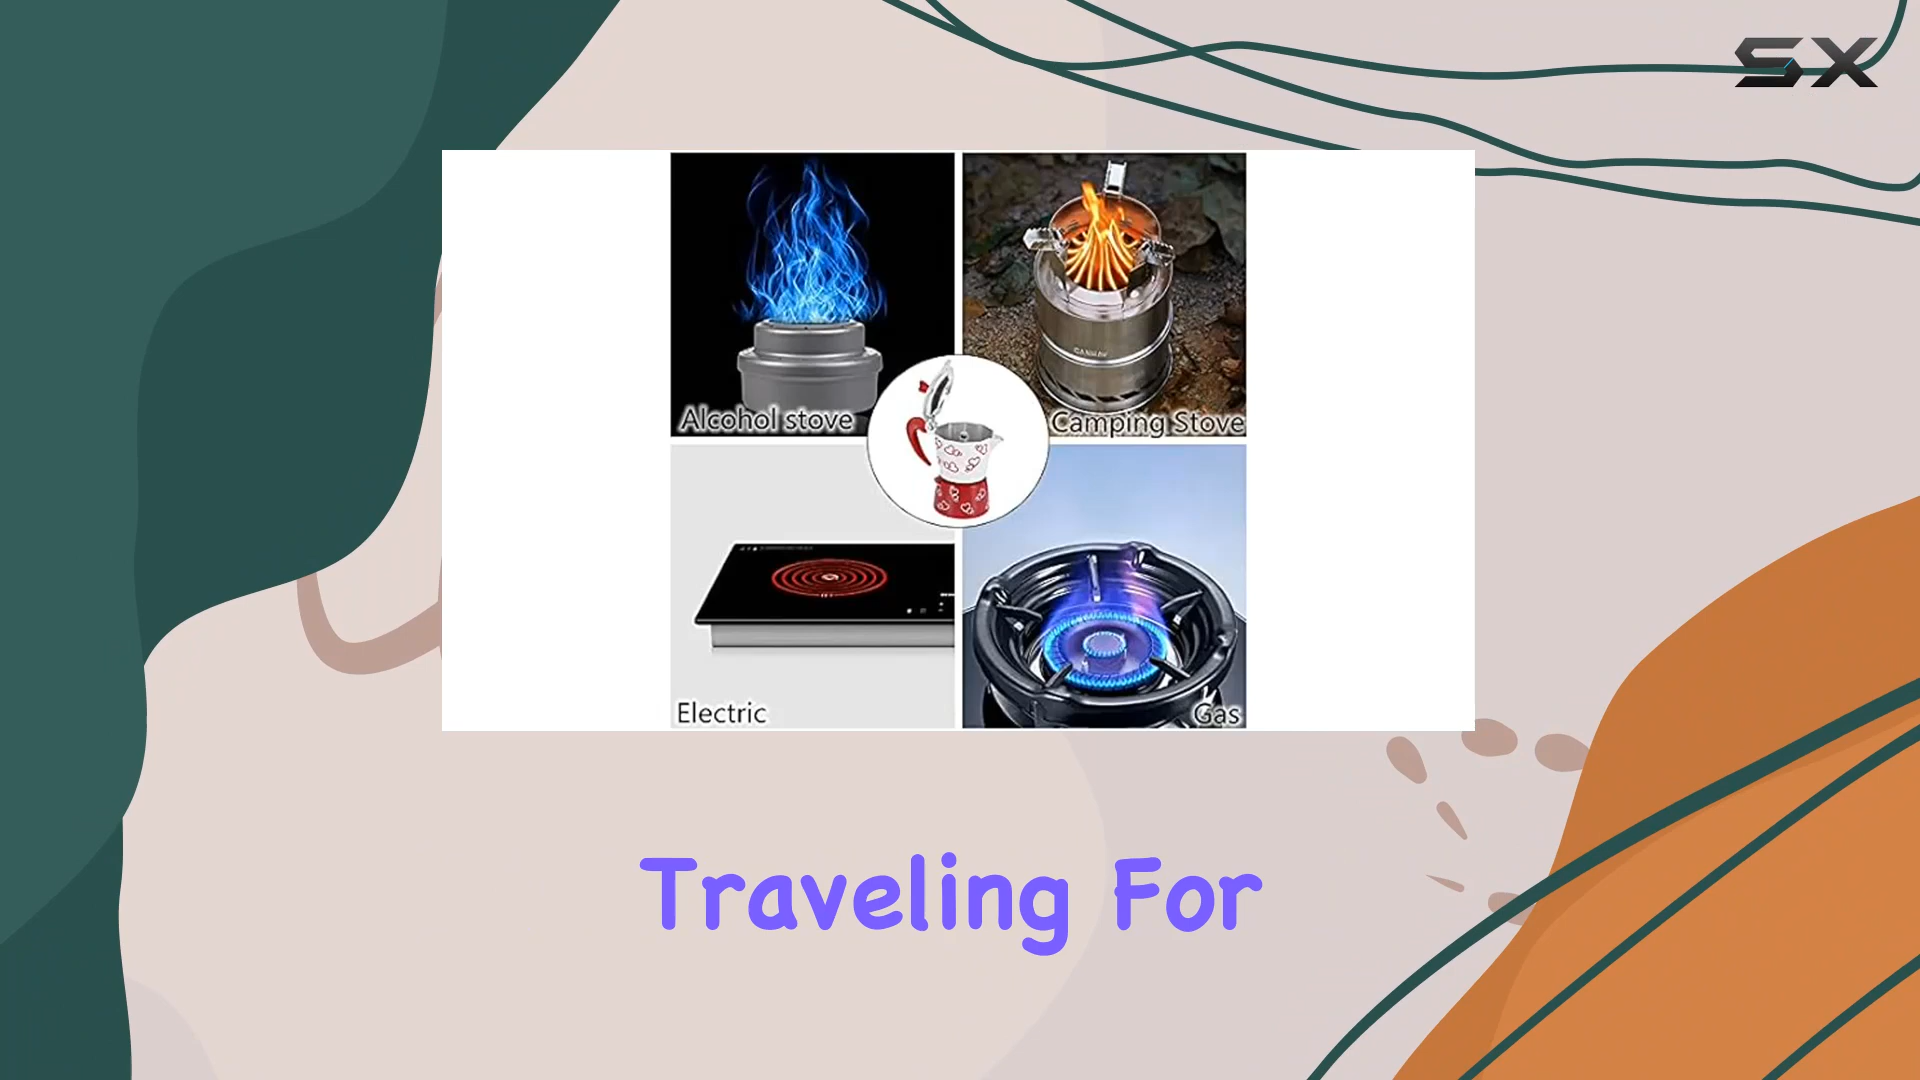 SX
Alcohol stove
Camping Stove
Electric
Gas
Traveling For